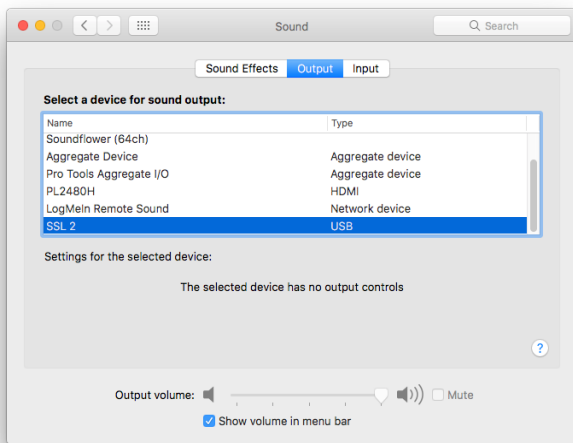 Sound
Search
Sound Effects Output Input
Select a device for sound output:
Name Type
Soundflower (64ch)
Aggregate Device Aggregate device
Pro Tools Aggregate I/O Aggregate device
PL2480H HDMI
LogMeIn Remote Sound Network device
SSL 2 USB
Settings for the selected device:
The selected device has no output controls
?
Output volume: Mute
Show volume in menu bar